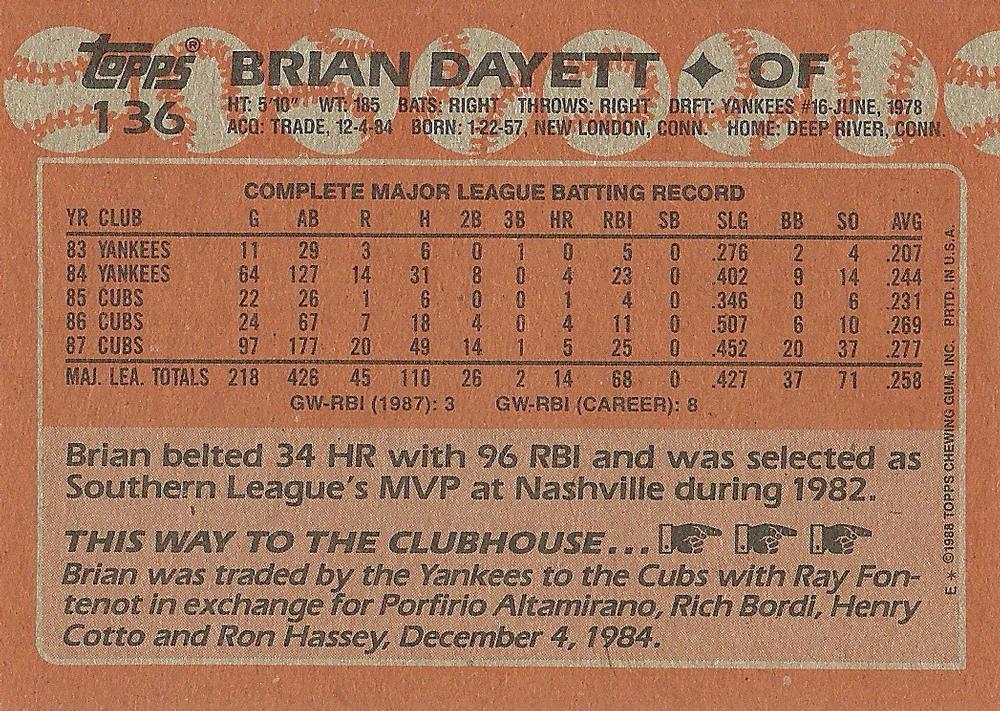 topps® BRIAN DAYETT ✦ OF
136 HT: 5'10" WT: 185 BATS: RIGHT THROWS: RIGHT DRFT: YANKEES #16-JUNE, 1978
ACQ: TRADE, 12-4-84 BORN: 1-22-57, NEW LONDON, CONN. HOME: DEEP RIVER, CONN.
COMPLETE MAJOR LEAGUE BATTING RECORD
YR CLUB G AB R H 2B 3B HR RBI SB SLG BB SO AVG
83 YANKEES 11 29 3 6 0 1 0 5 0 .276 2 4 .207
84 YANKEES 64 127 14 31 8 0 4 23 0 .402 9 14 .244
85 CUBS 22 26 1 6 0 0 1 4 0 .346 0 6 .231
86 CUBS 24 67 7 18 4 0 4 11 0 .507 6 10 .269
87 CUBS 97 177 20 49 14 1 5 25 0 .452 20 37 .277
MAJ. LEA. TOTALS 218 426 45 110 26 2 14 68 0 .427 37 71 .258
GW-RBI (1987): 3 GW-RBI (CAREER): 8
Brian belted 34 HR with 96 RBI and was selected as
Southern League's MVP at Nashville during 1982.
THIS WAY TO THE CLUBHOUSE...
Brian was traded by the Yankees to the Cubs with Ray Fon-
tenot in exchange for Porfirio Altamirano, Rich Bordi, Henry
Cotto and Ron Hassey, December 4, 1984.
E * ©1988 TOPPS CHEWING GUM, INC. PRTD. IN U.S.A.